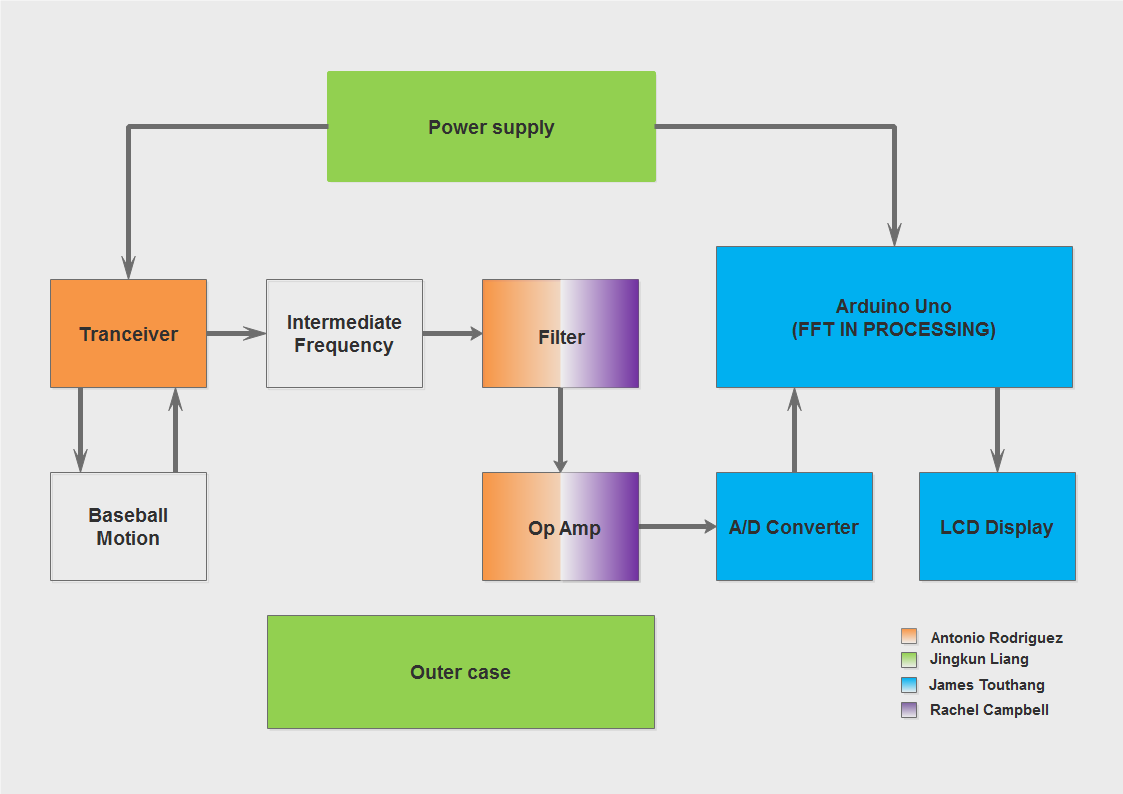 Power supply
Tranceiver
Intermediate
Frequency
Filter
Arduino Uno
(FFT IN PROCESSING)
Baseball
Motion
Op Amp
A/D Converter
LCD Display
Outer case
Antonio Rodriguez
Jingkun Liang
James Touthang
Rachel Campbell